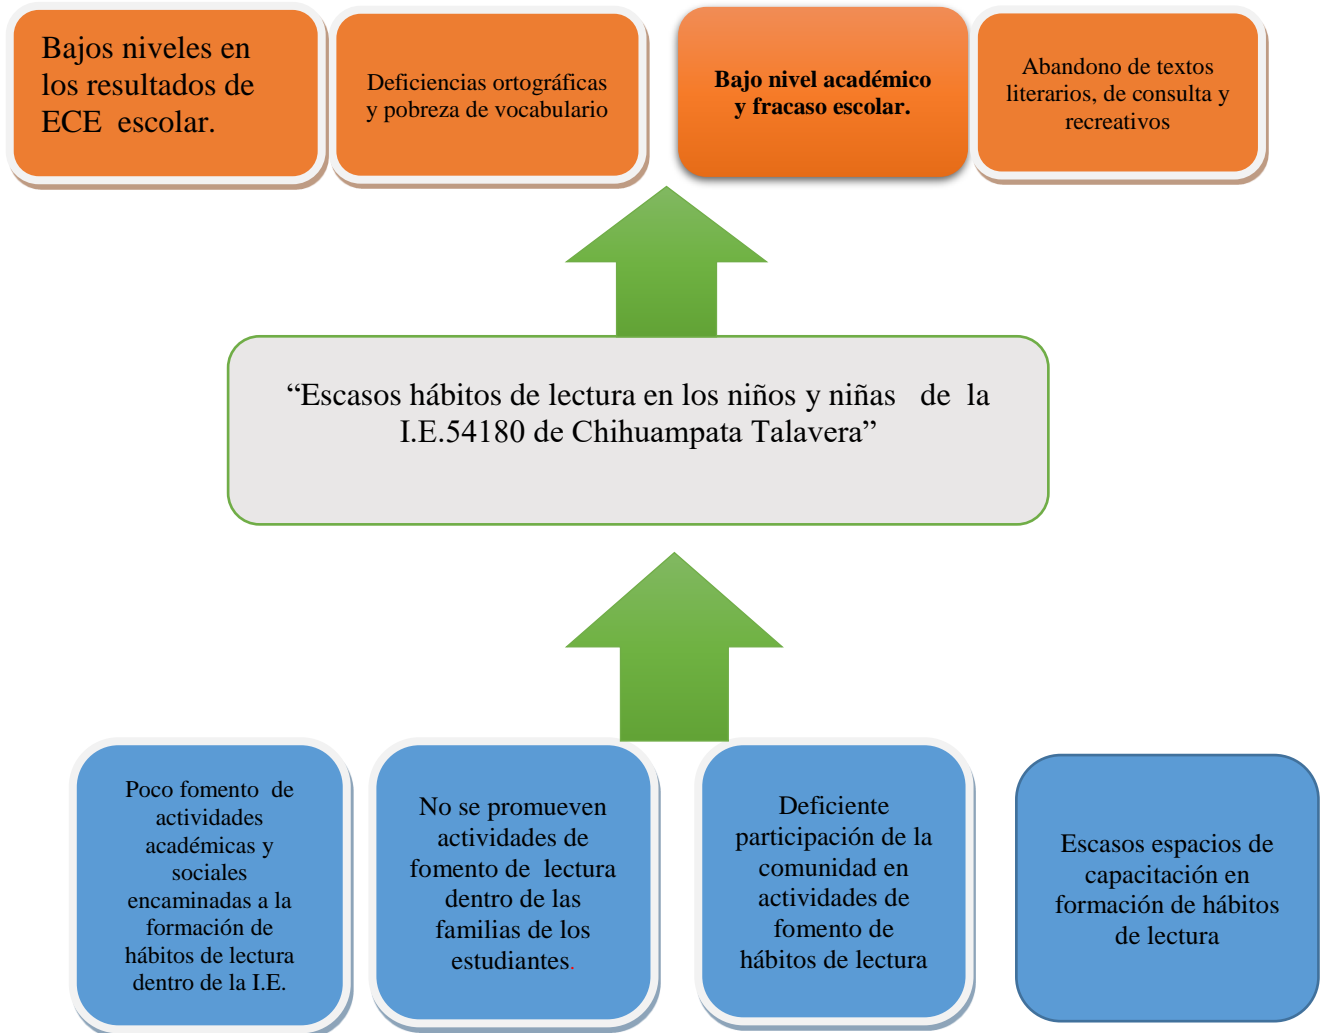 Bajos niveles en
los resultados de
ECE  escolar.
Deficiencias ortográficas
y pobreza de vocabulario
Bajo nivel académico
y fracaso escolar.
Abandono de textos
literarios, de consulta y
recreativos
“Escasos hábitos de lectura en los niños y niñas   de  la
I.E.54180 de Chihuampata Talavera”
Poco fomento  de
actividades
académicas y
sociales
encaminadas a la
formación de
hábitos de lectura
dentro de la I.E.
No se promueven
actividades de
fomento de  lectura
dentro de las
familias de los
estudiantes.
Deficiente
participación de la
comunidad en
actividades de
fomento de
hábitos de lectura
Escasos espacios de
capacitación en
formación de hábitos
de lectura